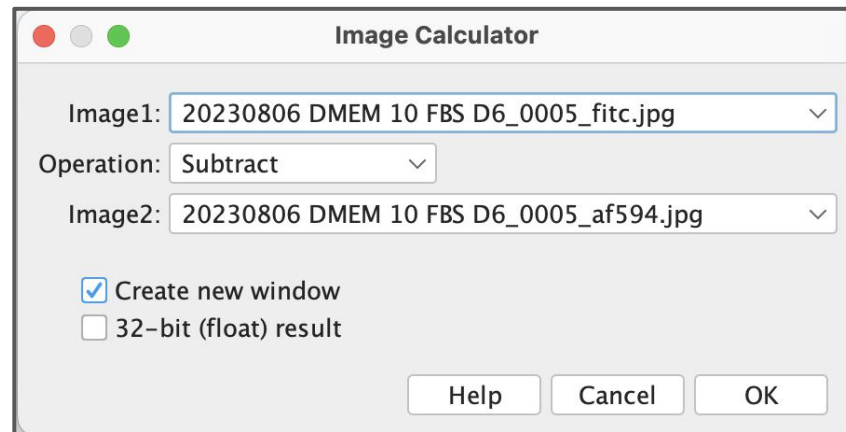 Image Calculator
Image1: 20230806 DMEM 10 FBS D6_0005_fitc.jpg
Operation: Subtract
Image2: 20230806 DMEM 10 FBS D6_0005_af594.jpg
Create new window
32-bit (float) result
Help Cancel OK